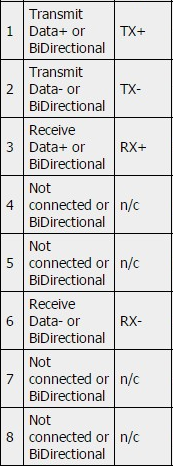 1 Transmit
Data+ or
BiDirectional TX+
2 Transmit
Data- or
BiDirectional TX-
3 Receive
Data+ or
BiDirectional RX+
4 Not
connected or
BiDirectional n/c
5 Not
connected or
BiDirectional n/c
6 Receive
Data- or
BiDirectional RX-
7 Not
connected or
BiDirectional n/c
8 Not
connected or
BiDirectional n/c